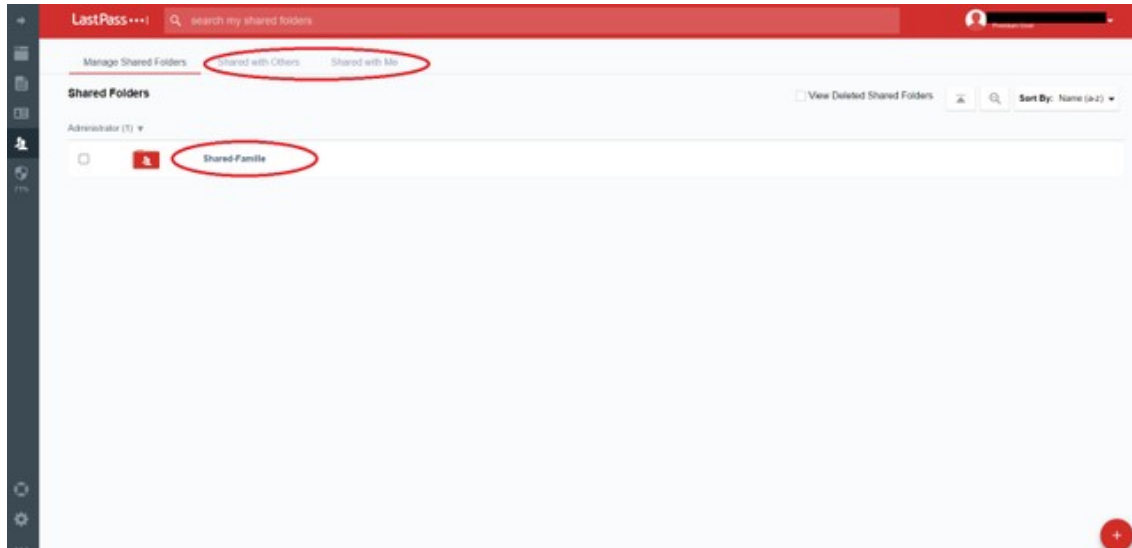 LastPass •••|
search my shared folders
Premium User
Manage Shared Folders Shared with Others Shared with Me
Shared Folders
View Deleted Shared Folders Sort By: Name (a-z)
Administrator (1)
Shared-Famille